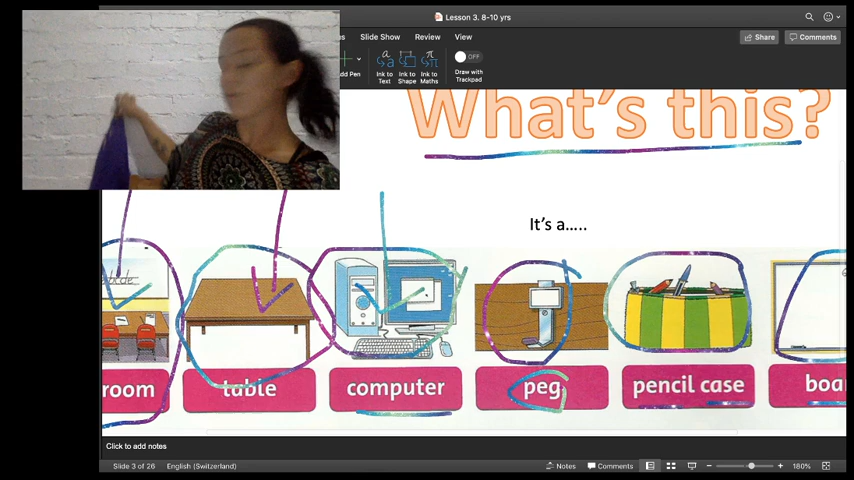 Lesson 3. 8-10 yrs
Slide Show Review View
Share Comments
Add Pen Ink to Text Ink to Shape Ink to Maths OFF Draw with Trackpad
What's this?
It's a.....
room table computer peg pencil case
Click to add notes
Slide 3 of 26 English (Switzerland) Notes Comments 180%